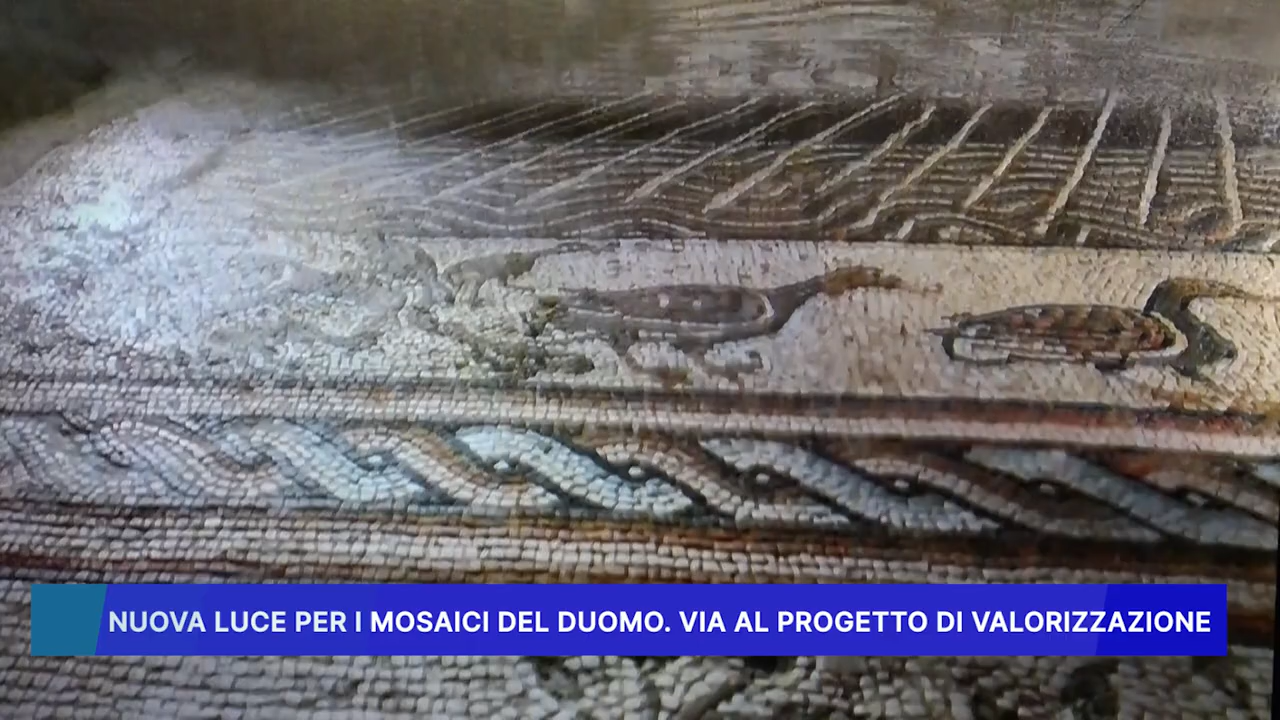 NUOVA LUCE PER I MOSAICI DEL DUOMO. VIA AL PROGETTO DI VALORIZZAZIONE